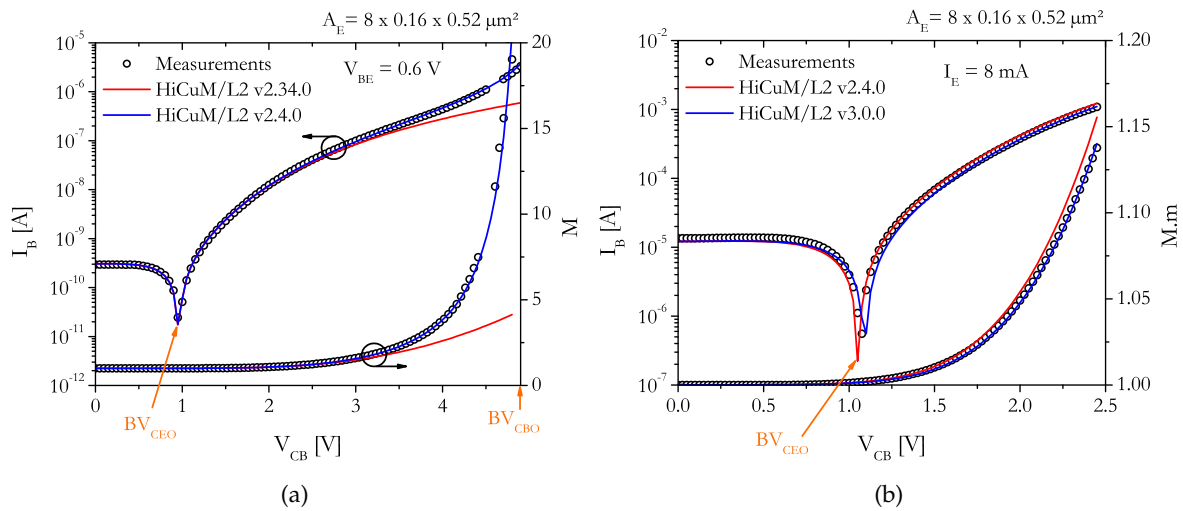 A_E = 8 x 0.16 x 0.52 μm²
10^-5
10^-6
10^-7
10^-8
10^-9
10^-10
10^-11
10^-12
I_B [A]
Measurements
HiCuM/L2 v2.34.0
HiCuM/L2 v2.4.0
V_BE = 0.6 V
20
15
10
5
0
M
0
1
2
3
4
BV_CEO
V_CB [V]
BV_CBO
(a)
A_E = 8 x 0.16 x 0.52 μm²
10^-2
10^-3
10^-4
10^-5
10^-6
10^-7
I_B [A]
Measurements
HiCuM/L2 v2.4.0
HiCuM/L2 v3.0.0
I_E = 8 mA
1.20
1.15
1.10
1.05
1.00
M.m
0.0
0.5
1.0
1.5
2.0
2.5
BV_CEO
V_CB [V]
(b)